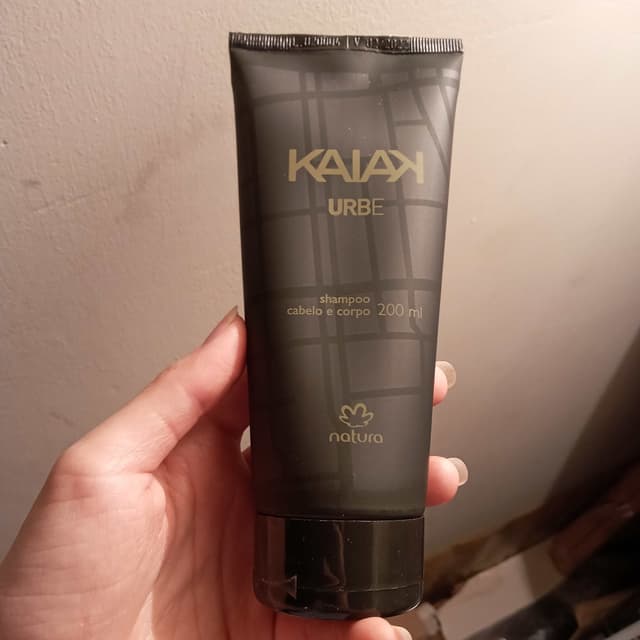 KAIAK
URBE
shampoo
cabelo e corpo 200 ml
natura